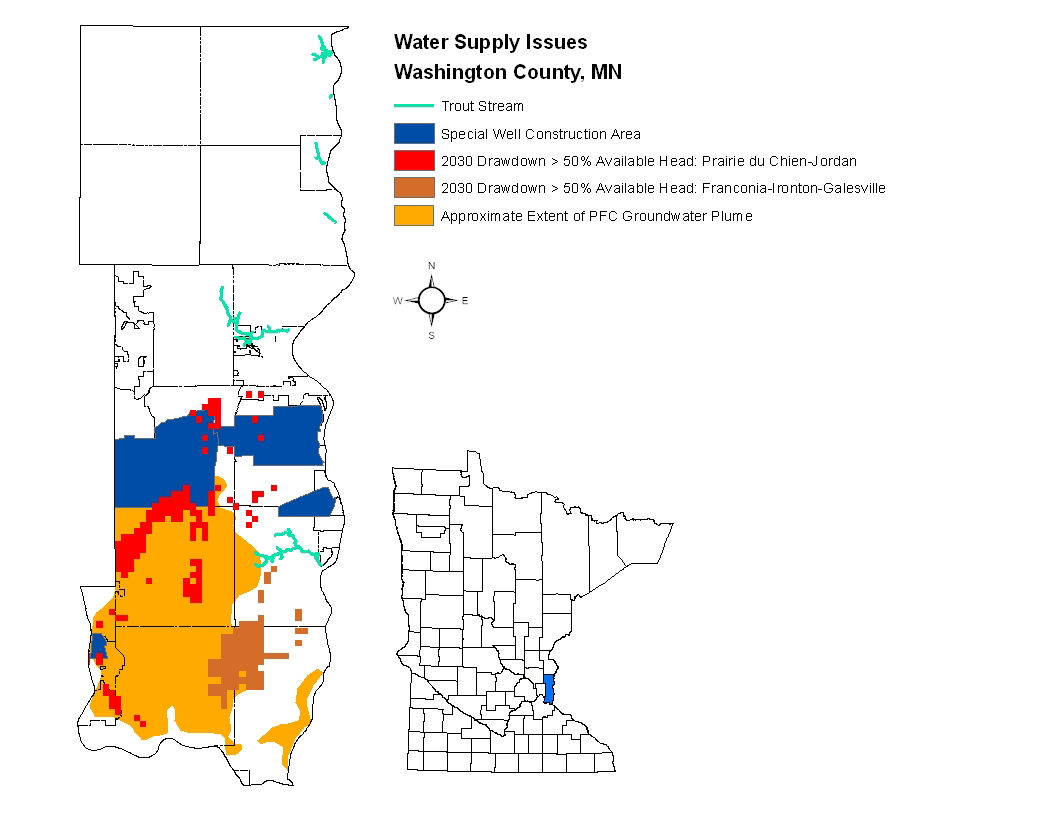 Water Supply Issues
Washington County, MN
Trout Stream
Special Well Construction Area
2030 Drawdown > 50% Available Head: Prairie du Chien-Jordan
2030 Drawdown > 50% Available Head: Franconia-Ironton-Galesville
Approximate Extent of PFC Groundwater Plume
N
W E
S